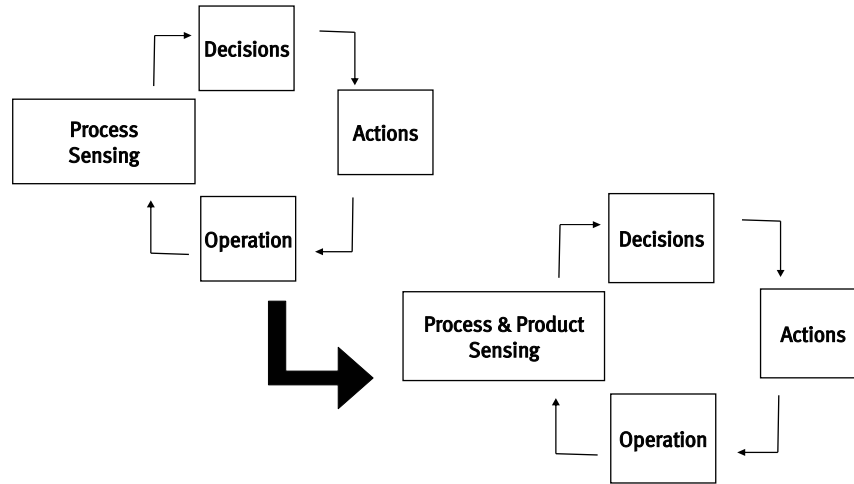 Decisions
Process
Sensing
Actions
Operation
Decisions
Process & Product
Sensing
Actions
Operation